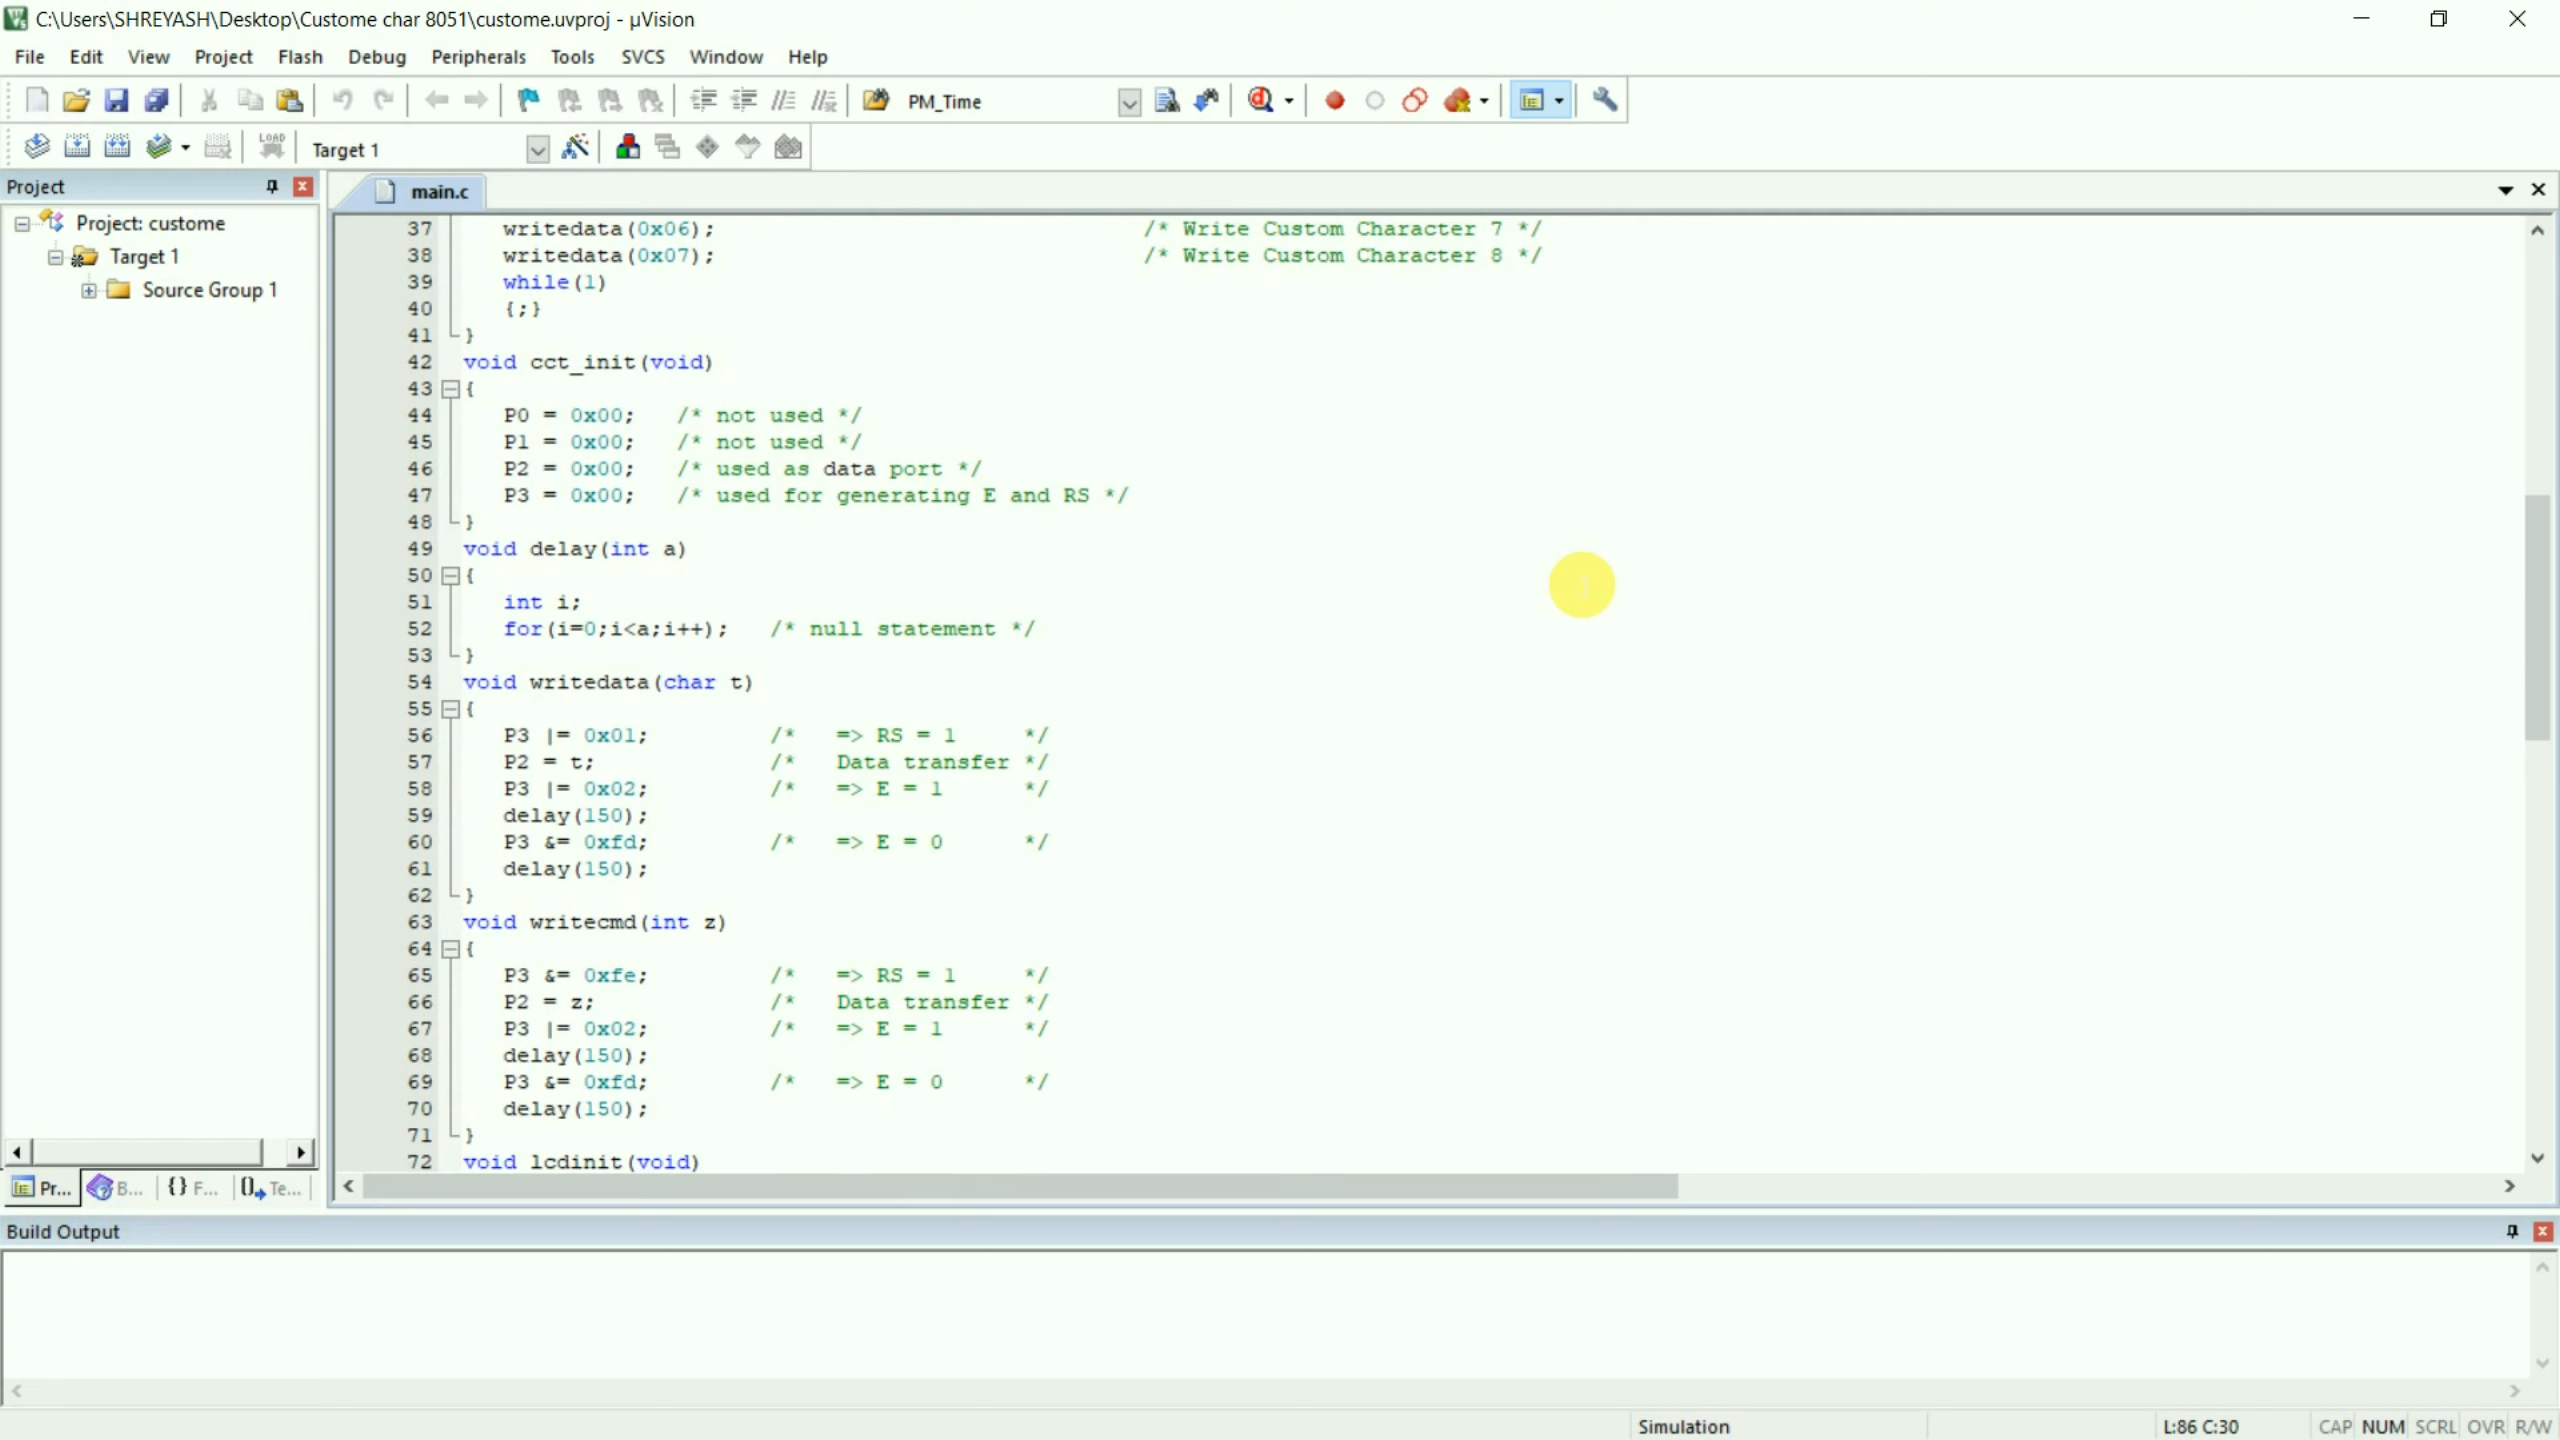 C:\Users\SHREYASH\Desktop\Custome char 8051\custome.uvproj - µVision
File Edit View Project Flash Debug Peripherals Tools SVCS Window Help
PM_Time
LOAD Target 1
Project
main.c
Project: custome
Target 1
Source Group 1
37 writedata(0x06); /* Write Custom Character 7 */
38 writedata(0x07); /* Write Custom Character 8 */
39 while(1)
40 {;}
41 }
42 void cct_init(void)
43 {
44 P0 = 0x00; /* not used */
45 P1 = 0x00; /* not used */
46 P2 = 0x00; /* used as data port */
47 P3 = 0x00; /* used for generating E and RS */
48 }
49 void delay(int a)
50 {
51 int i;
52 for(i=0;i<a;i++); /* null statement */
53 }
54 void writedata(char t)
55 {
56 P3 |= 0x01; /* => RS = 1 */
57 P2 = t; /* Data transfer */
58 P3 |= 0x02; /* => E = 1 */
59 delay(150);
60 P3 &= 0xfd; /* => E = 0 */
61 delay(150);
62 }
63 void writecmd(int z)
64 {
65 P3 &= 0xfe; /* => RS = 1 */
66 P2 = z; /* Data transfer */
67 P3 |= 0x02; /* => E = 1 */
68 delay(150);
69 P3 &= 0xfd; /* => E = 0 */
70 delay(150);
71 }
72 void lcdinit(void)
Pr... B... {} F... 0 Te...
Build Output
Simulation L:86 C:30 CAP NUM SCRL OVR R/W